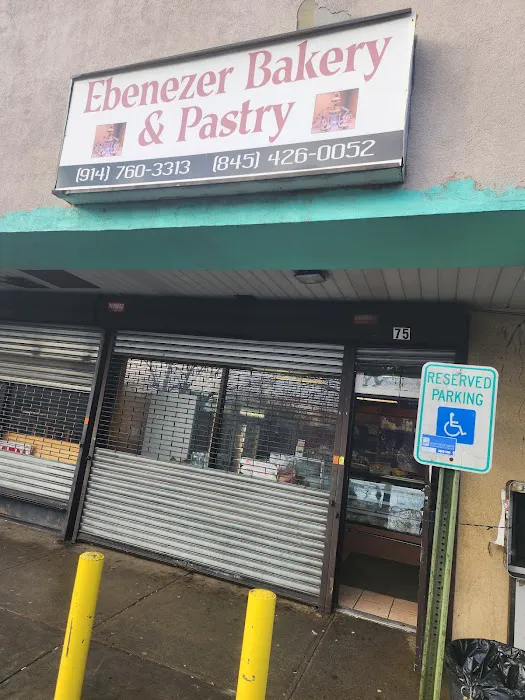 Ebenezer Bakery
& Pastry
(914) 760-3313 (845) 426-0052
75
RESERVED
PARKING